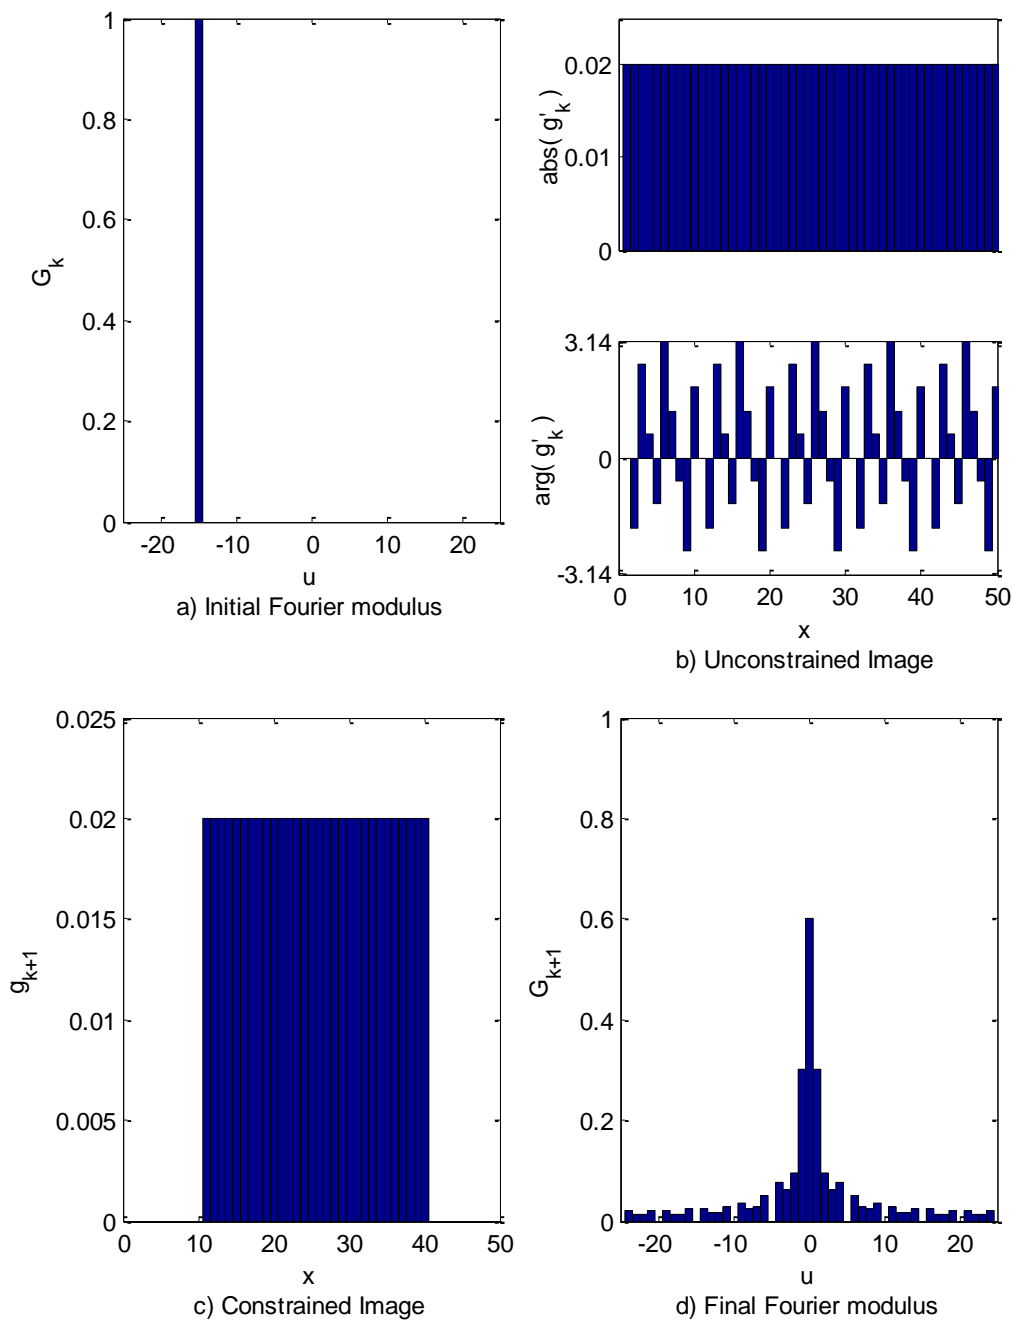 1
0.8
0.6
0.4
0.2
0
G_k
-20 -10 0 10 20
u
a) Initial Fourier modulus
0.02
0.01
0
abs( g'_k )
3.14
0
-3.14
arg( g'_k )
0 10 20 30 40 50
x
b) Unconstrained Image
0.025
0.02
0.015
0.01
0.005
0
g_{k+1}
0 10 20 30 40 50
x
c) Constrained Image
1
0.8
0.6
0.4
0.2
0
G_{k+1}
-20 -10 0 10 20
u
d) Final Fourier modulus